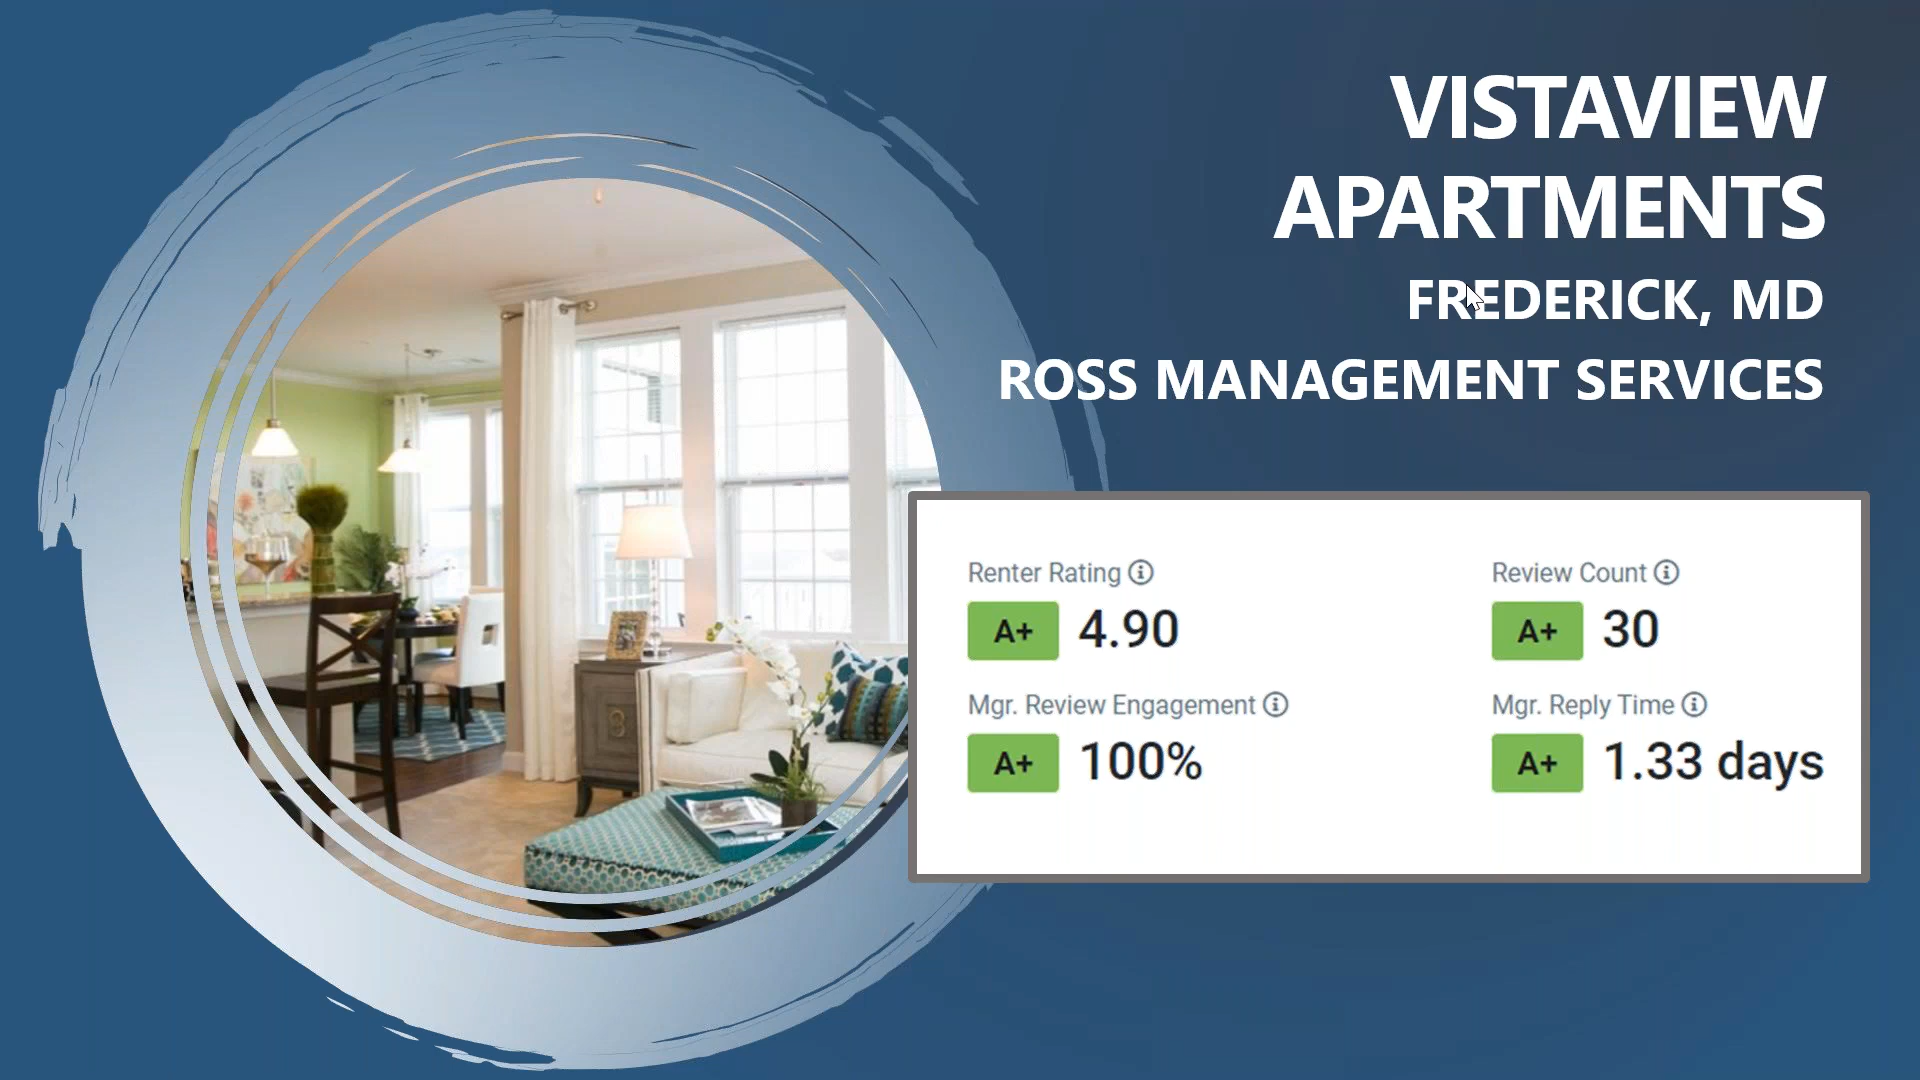 VISTAVIEW
APARTMENTS
FREDERICK, MD
ROSS MANAGEMENT SERVICES
Renter Rating
A+ 4.90
Review Count
A+ 30
Mgr. Review Engagement
A+ 100%
Mgr. Reply Time
A+ 1.33 days